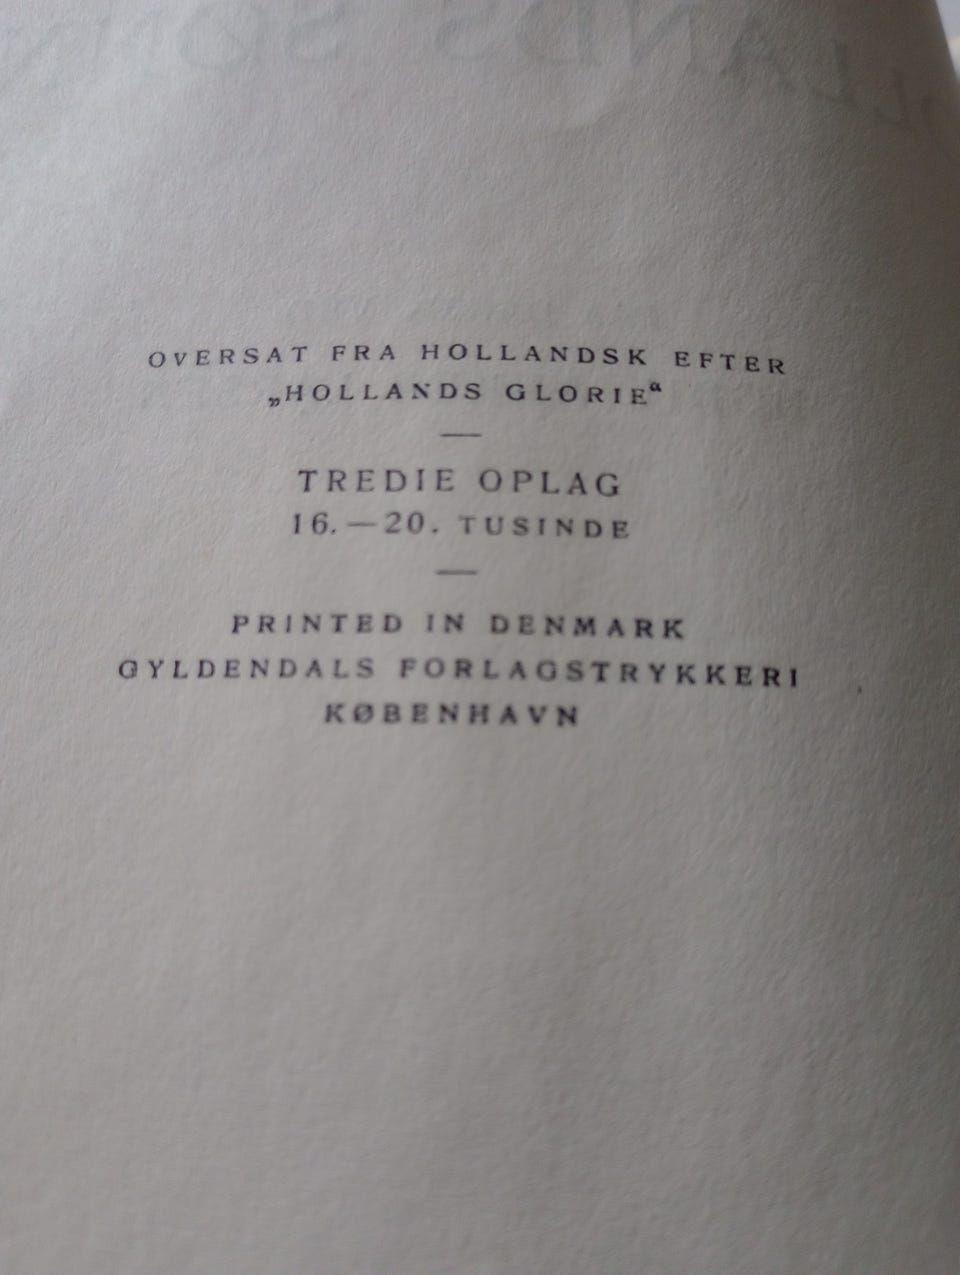 OVERSAT FRA HOLLANDSK EFTER
„HOLLANDS GLORIE“
—
TREDIE OPLAG
16.—20. TUSINDE
—
PRINTED IN DENMARK
GYLDENDALS FORLAGSTRYKKERI
KØBENHAVN